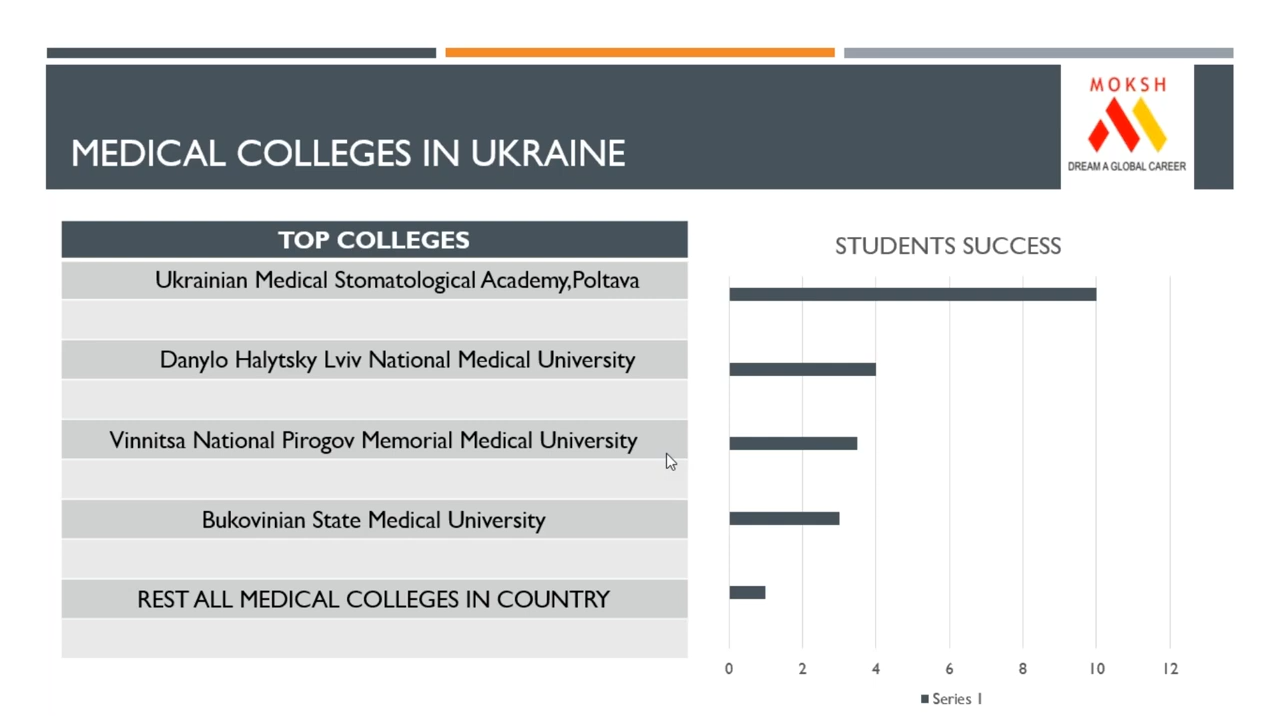 MOKSH
DREAM A GLOBAL CAREER
MEDICAL COLLEGES IN UKRAINE
TOP COLLEGES
Ukrainian Medical Stomatological Academy,Poltava
Danylo Halytsky Lviv National Medical University
Vinnitsa National Pirogov Memorial Medical University
Bukovinian State Medical University
REST ALL MEDICAL COLLEGES IN COUNTRY
STUDENTS SUCCESS
0 2 4 6 8 10 12
Series 1